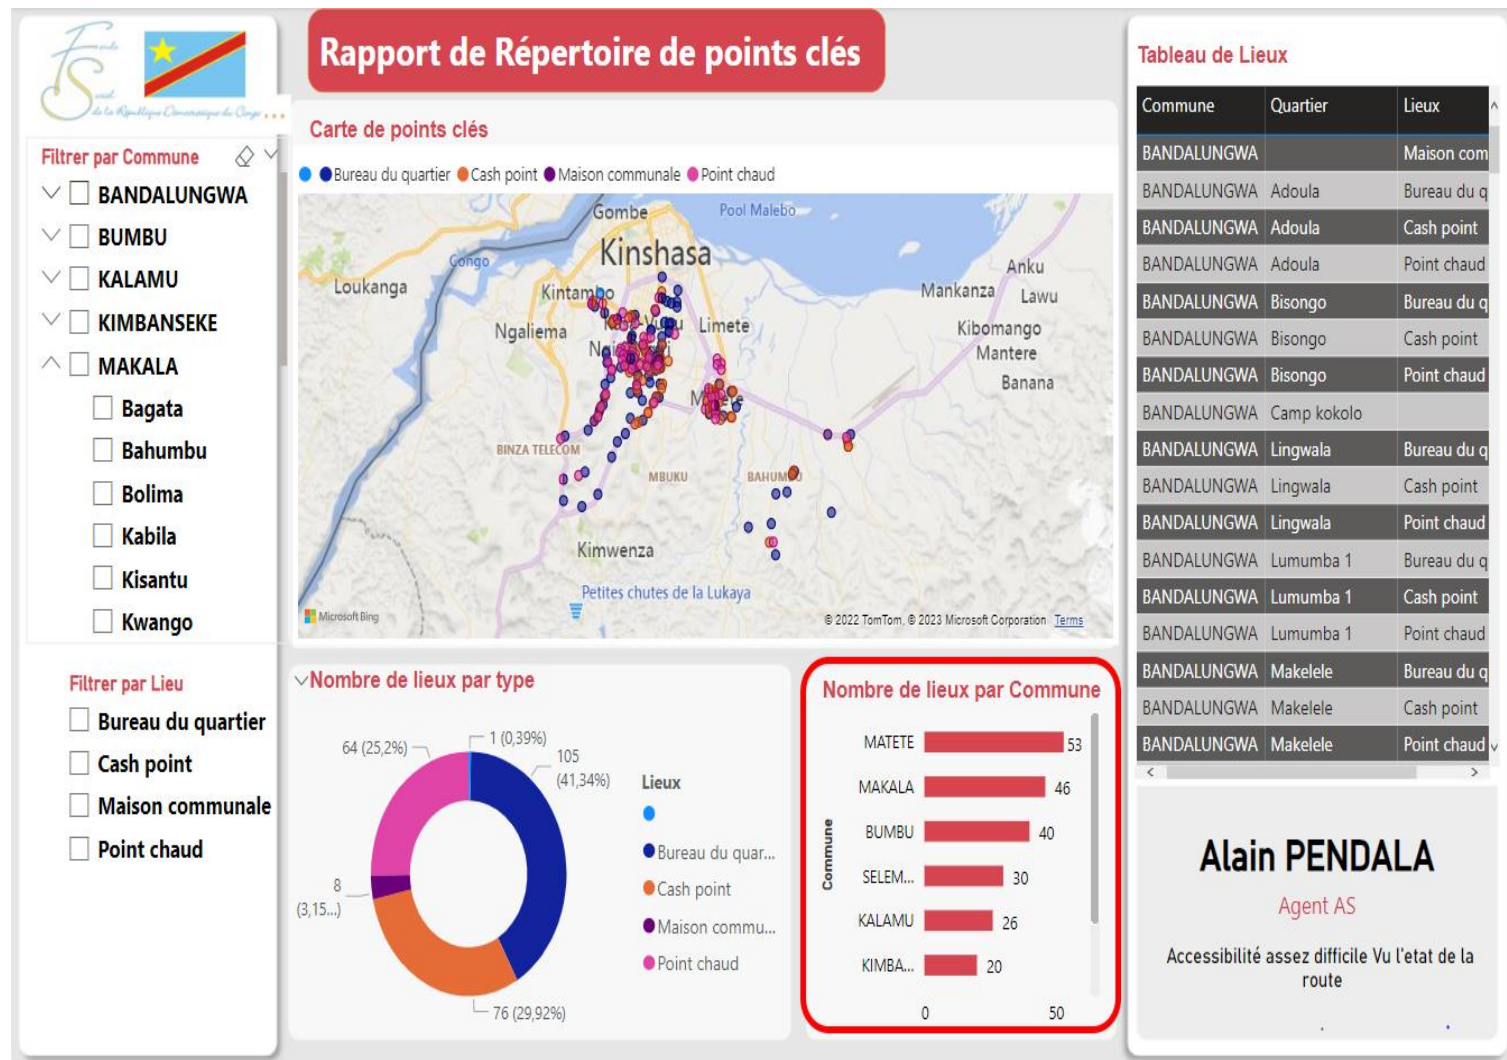 Fonds
Social
de la République Démocratique du Congo ...
Rapport de Répertoire de points clés
Filtrer par Commune
BANDALUNGWA
BUMBU
KALAMU
KIMBANSEKE
MAKALA
Bagata
Bahumbu
Bolima
Kabila
Kisantu
Kwango
Filtrer par Lieu
Bureau du quartier
Cash point
Maison communale
Point chaud
Carte de points clés
Bureau du quartier Cash point Maison communale Point chaud
Gombe
Pool Malebo
Kinshasa
Congo
Loukanga
Kintambo
Anku
Mankanza
Lawu
Ngaliema
Limete
Kibomango
Mantere
Banana
BINZA TELECOM
MBUKU
Kimwenza
Petites chutes de la Lukaya
Microsoft Bing
© 2022 TomTom, © 2023 Microsoft Corporation Terms
Nombre de lieux par type
64 (25,2%)
1 (0,39%)
105
(41,34%)
8
(3,15...)
76 (29,92%)
Lieux
Bureau du quar...
Cash point
Maison commu...
Point chaud
Nombre de lieux par Commune
Commune
MATETE 53
MAKALA 46
BUMBU 40
SELEM... 30
KALAMU 26
KIMBA... 20
0 50
Tableau de Lieux
Commune Quartier Lieux
BANDALUNGWA Maison com
BANDALUNGWA Adoula Bureau du q
BANDALUNGWA Adoula Cash point
BANDALUNGWA Adoula Point chaud
BANDALUNGWA Bisongo Bureau du q
BANDALUNGWA Bisongo Cash point
BANDALUNGWA Bisongo Point chaud
BANDALUNGWA Camp kokolo
BANDALUNGWA Lingwala Bureau du q
BANDALUNGWA Lingwala Cash point
BANDALUNGWA Lingwala Point chaud
BANDALUNGWA Lumumba 1 Bureau du q
BANDALUNGWA Lumumba 1 Cash point
BANDALUNGWA Lumumba 1 Point chaud
BANDALUNGWA Makelele Bureau du q
BANDALUNGWA Makelele Cash point
BANDALUNGWA Makelele Point chaud
Alain PENDALA
Agent AS
Accessibilité assez difficile Vu l'etat de la
route